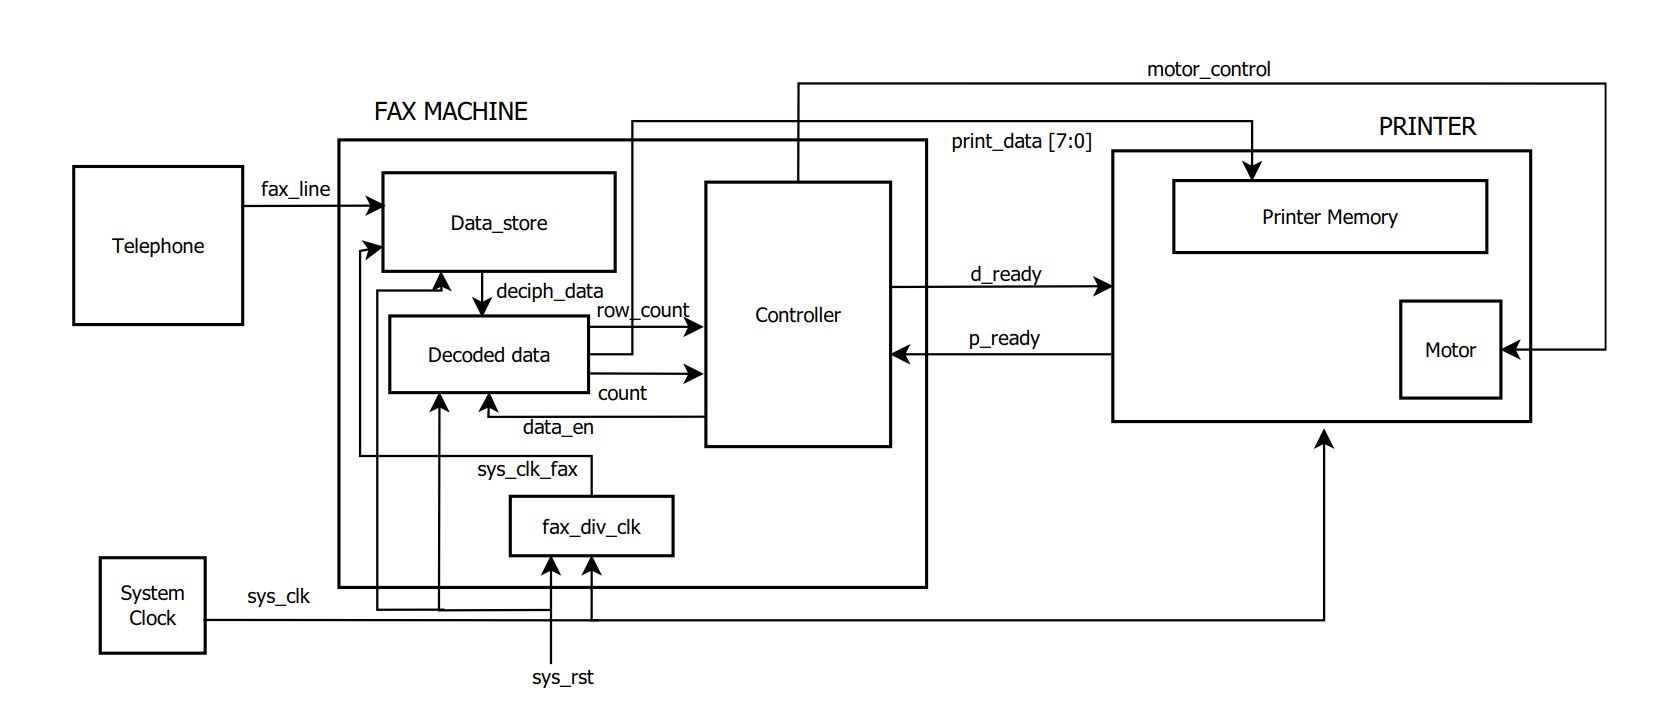 motor_control
FAX MACHINE
PRINTER
print_data [7:0]
fax_line
Telephone
Data_store
Printer Memory
d_ready
deciph_data
row_count
Controller
p_ready
Decoded data
Motor
count
data_en
sys_clk_fax
fax_div_clk
System
Clock
sys_clk
sys_rst